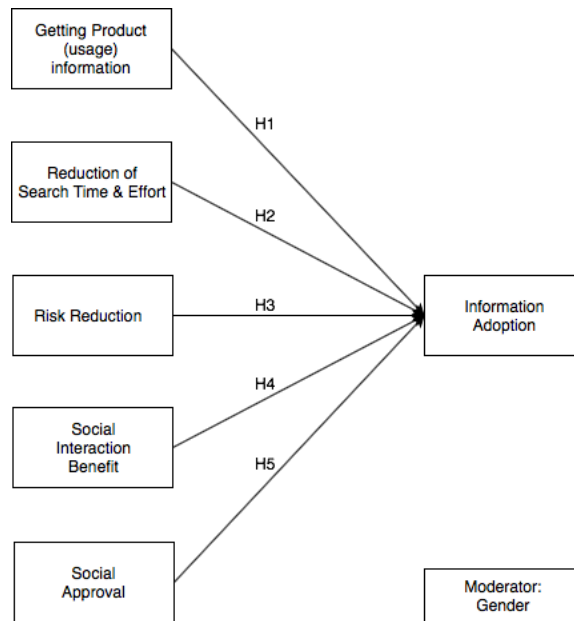 Getting Product
(usage)
information
H1
Reduction of
Search Time & Effort
H2
Risk Reduction
H3
Information
Adoption
H4
Social
Interaction
Benefit
H5
Social
Approval
Moderator:
Gender